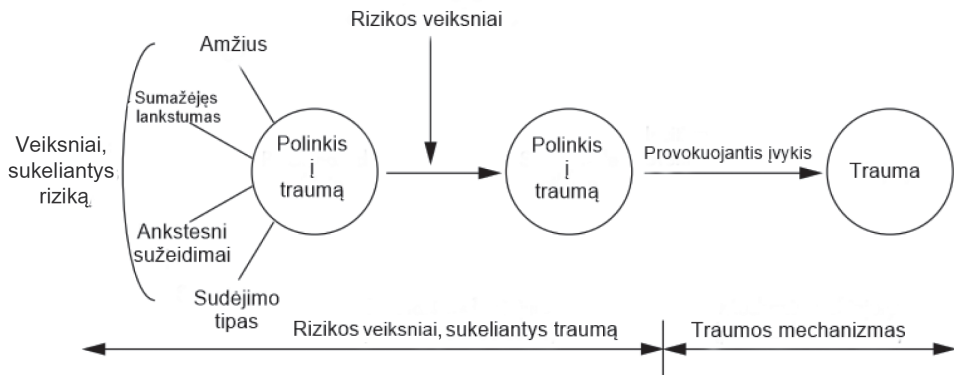 Rizikos veiksniai
Amžius
Sumažėjęs
lankstumas
Veiksniai,
sukeliantys
riziką
Ankstesni
sužeidimai
Sudėjimo
tipas
Polinkis
į
traumą
Polinkis
į
traumą
Provokuojantis įvykis
Trauma
Rizikos veiksniai, sukeliantys traumą
Traumos mechanizmas